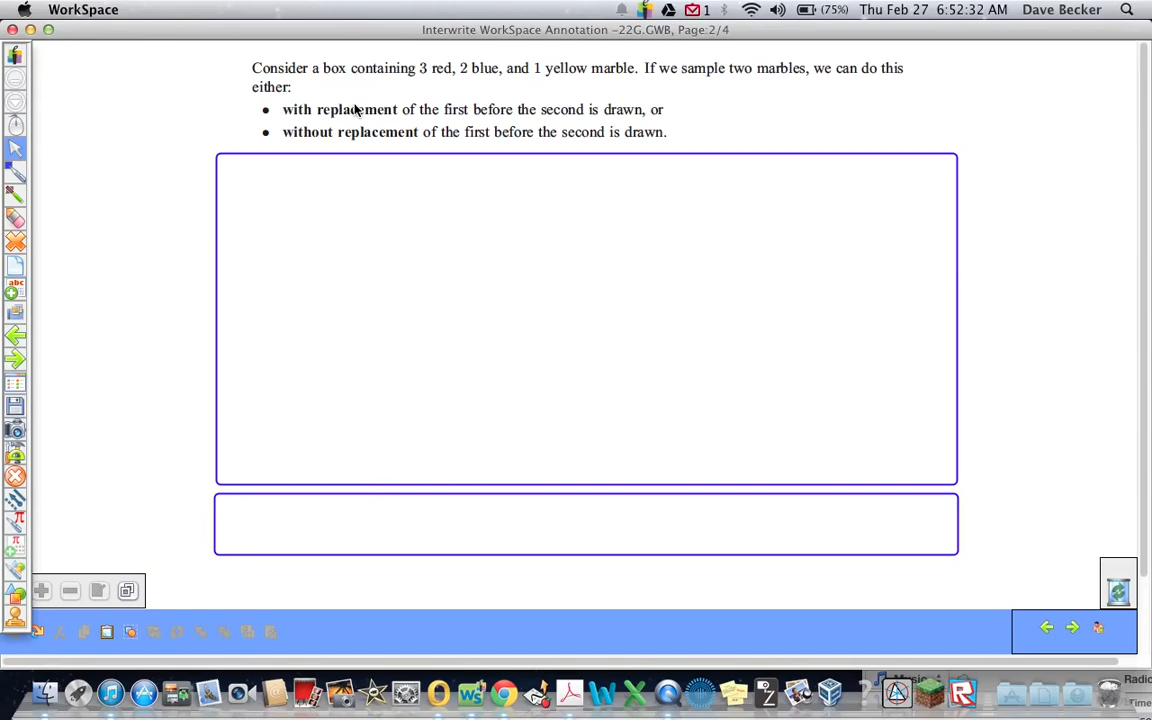 WorkSpace
1
(75%)
Thu Feb 27 6:52:32 AM
Dave Becker
Interwrite WorkSpace Annotation -22G.GWB, Page:2/4
Consider a box containing 3 red, 2 blue, and 1 yellow marble. If we sample two marbles, we can do this
either:
• with replacement of the first before the second is drawn, or
• without replacement of the first before the second is drawn.
abc
π
π